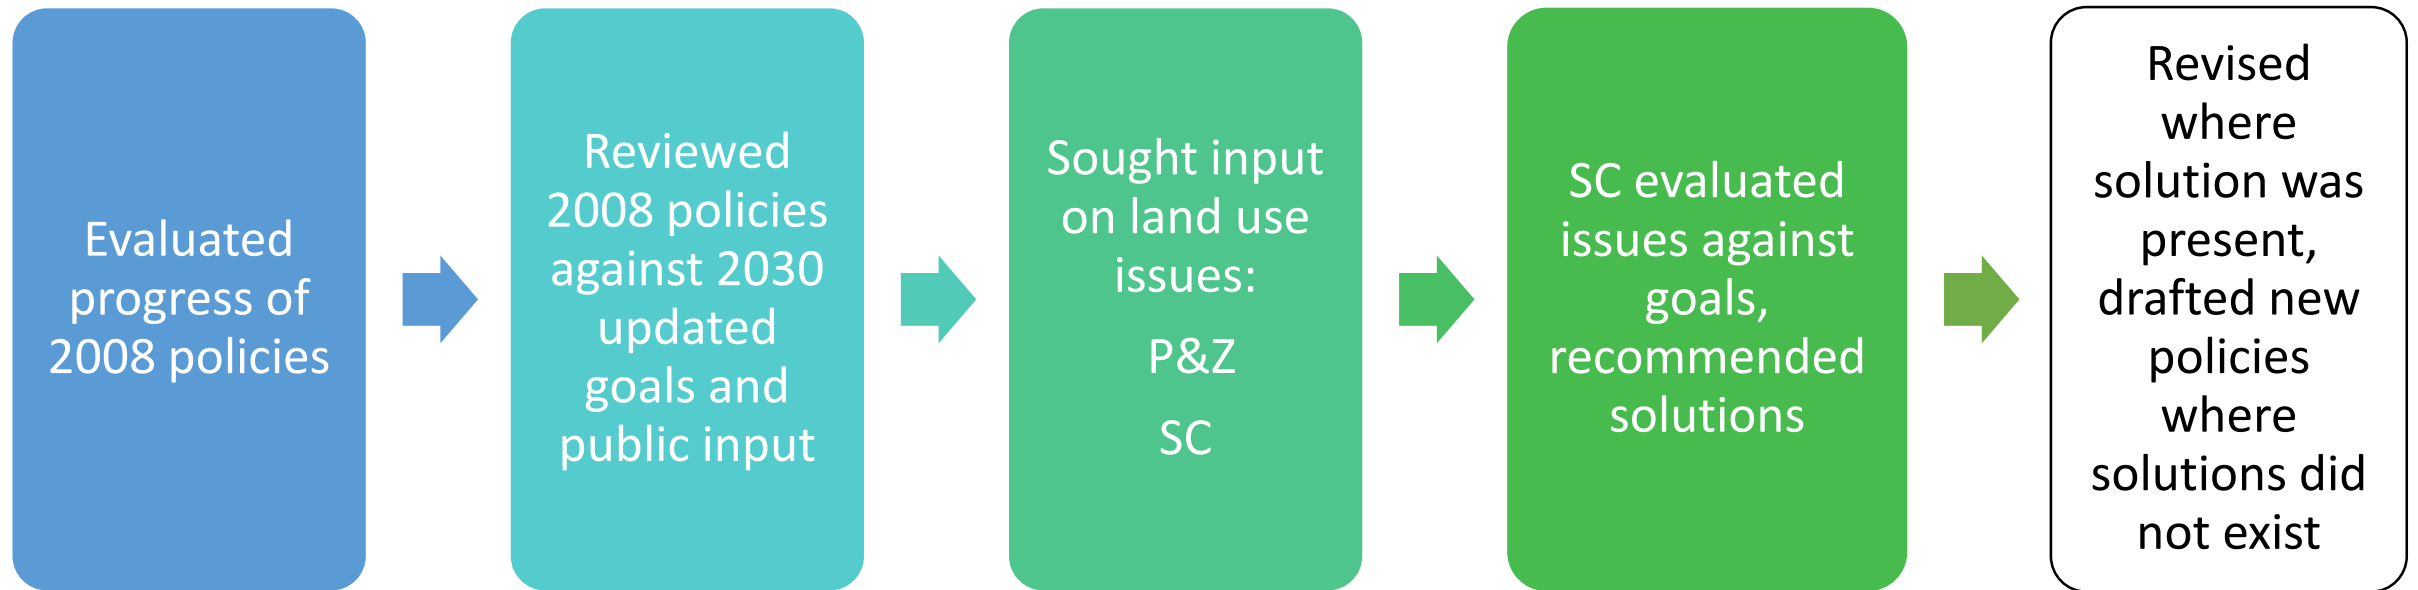 Evaluated
progress of
2008 policies
Reviewed
2008 policies
against 2030
updated
goals and
public input
Sought input
on land use
issues:
P&Z
SC
SC evaluated
issues against
goals,
recommended
solutions
Revised
where
solution was
present,
drafted new
policies
where
solutions did
not exist